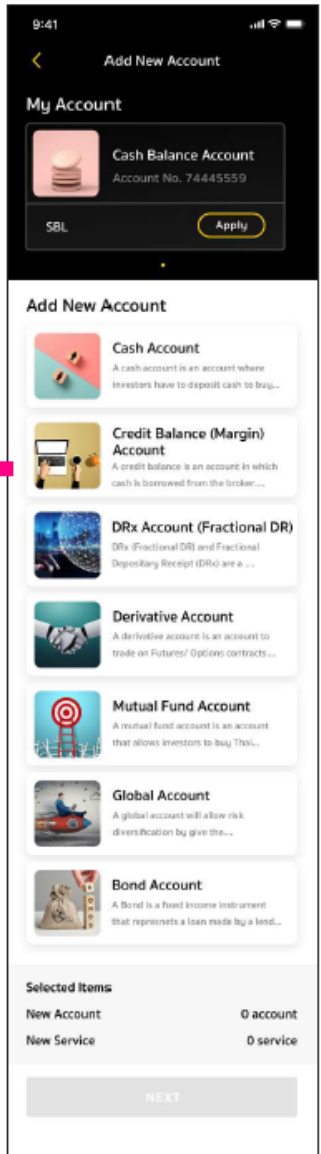 9:41
Add New Account
My Account
Cash Balance Account
Account No. 74445559
SBL
Apply
Add New Account
Cash Account
A cash account is an account where
investors have to deposit cash to buy...
Credit Balance (Margin)
Account
A credit balance is an account in which
cash is borrowed from the broker....
DRx Account (Fractional DR)
DRx (Fractional DR) and Fractional
Depositary Receipt (DRx) are a ....
Derivative Account
A derivative account is an account to
trade on Futures/ Options contracts...
Mutual Fund Account
A mutual fund account is an account
that allows investors to buy Thai...
Global Account
A global account will allow risk
diversification by give the....
Bond Account
A Bond is a fixed income instrument
that represnets a loan made by a lend...
BONDS
Selected Items
New Account 0 account
New Service 0 service
NEXT